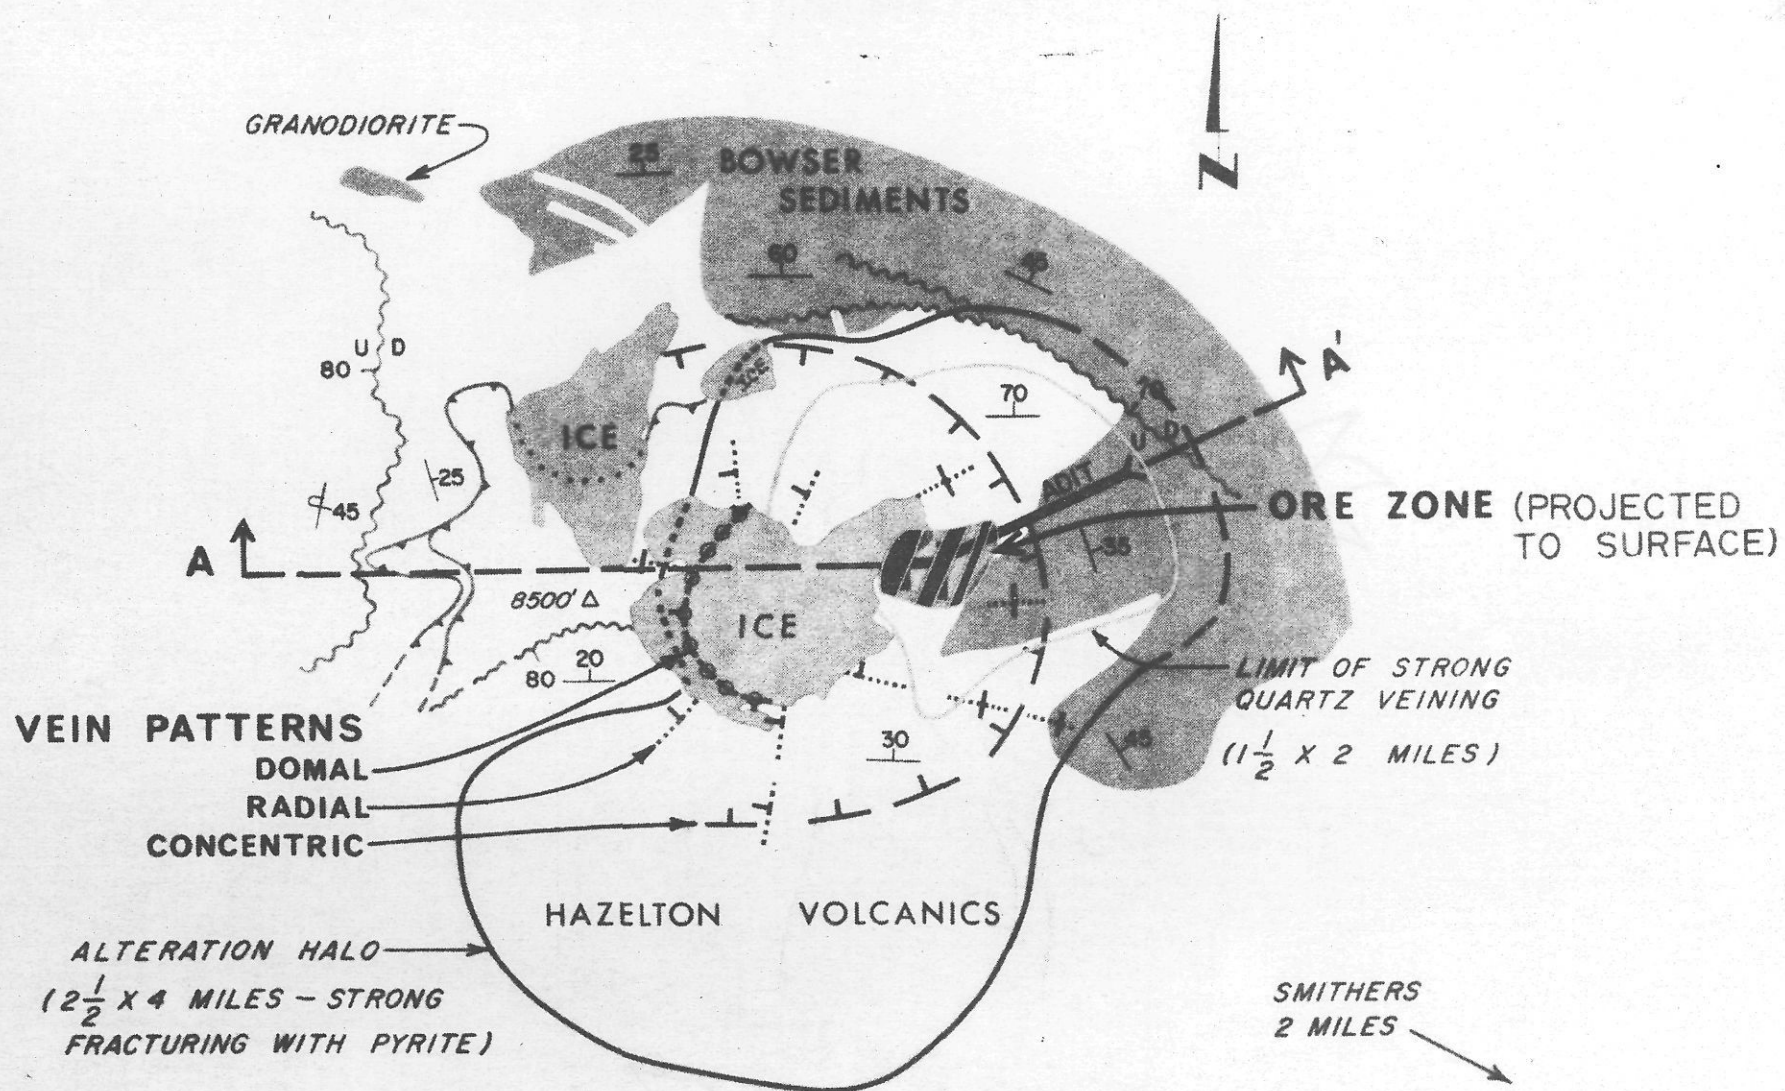 GRANODIORITE
25
BOWSER
SEDIMENTS
N
60
45
U D
80
A'
ICE
70
70
ICE
U D
25
45
ADIT
ORE ZONE (PROJECTED
TO SURFACE)
A
35
8500' Δ
ICE
20
80
LIMIT OF STRONG
QUARTZ VEINING
(1 1/2 X 2 MILES)
VEIN PATTERNS
DOMAL
RADIAL
CONCENTRIC
30
45
HAZELTON VOLCANICS
ALTERATION HALO
(2 1/2 X 4 MILES – STRONG
FRACTURING WITH PYRITE)
SMITHERS
2 MILES